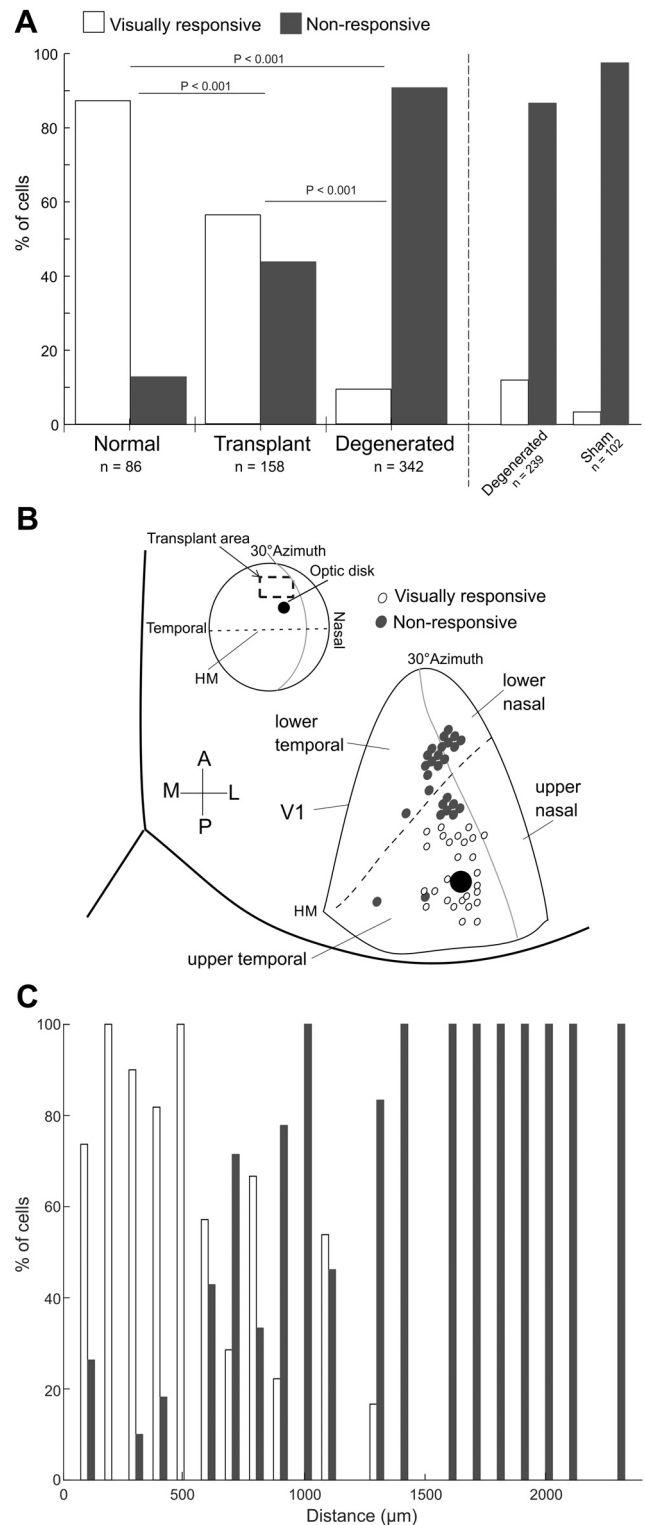 A
Visually responsive
Non-responsive
P < 0.001
P < 0.001
P < 0.001
% of cells
100
80
60
40
20
0
Normal
n = 86
Transplant
n = 158
Degenerated
n = 342
Degenerated
n = 239
Sham
n = 102
B
Transplant area
30°Azimuth
Optic disk
Temporal
Nasal
HM
Visually responsive
Non-responsive
30°Azimuth
lower
nasal
lower
temporal
A
M
L
P
V1
upper
nasal
HM
upper temporal
C
% of cells
100
80
60
40
20
0
0
500
1000
1500
2000
Distance (µm)